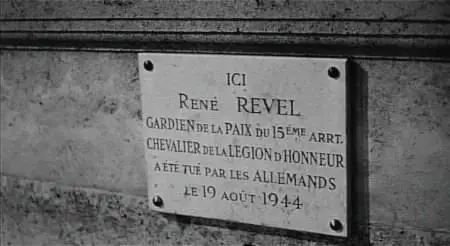 ICI
RENÉ REVEL
GARDIEN DE LA PAIX DU 15ÉME ARRT.
CHEVALIER DE LA LEGION D'HONNEUR
A ÉTÉ TUÉ PAR LES ALLEMANDS
LE 19 AOÛT 1944